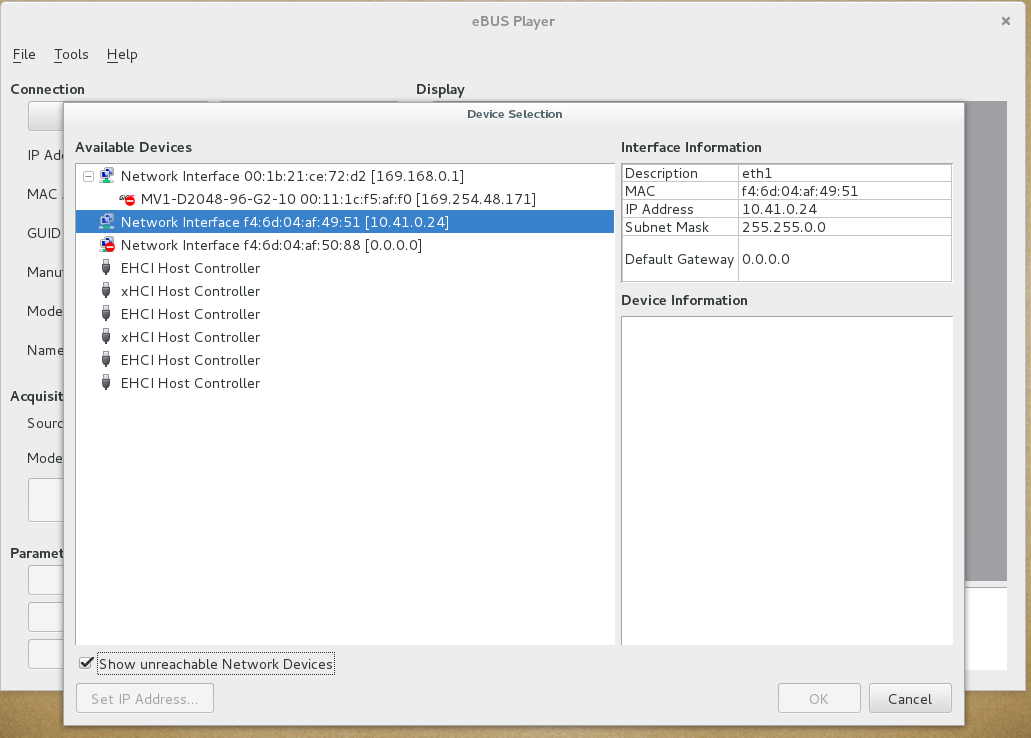 eBUS Player
File Tools Help
Connection Display
Device Selection
Available Devices
Network Interface 00:1b:21:ce:72:d2 [169.168.0.1]
MV1-D2048-96-G2-10 00:11:1c:f5:af:f0 [169.254.48.171]
Network Interface f4:6d:04:af:49:51 [10.41.0.24]
Network Interface f4:6d:04:af:50:88 [0.0.0.0]
EHCI Host Controller
xHCI Host Controller
EHCI Host Controller
xHCI Host Controller
EHCI Host Controller
EHCI Host Controller
Interface Information
Description eth1
MAC f4:6d:04:af:49:51
IP Address 10.41.0.24
Subnet Mask 255.255.0.0
Default Gateway 0.0.0.0
Device Information
IP Ad
MAC
GUID
Manu
Mode
Name
Acquisit
Sourc
Mode
Paramet
Show unreachable Network Devices
Set IP Address...
OK Cancel